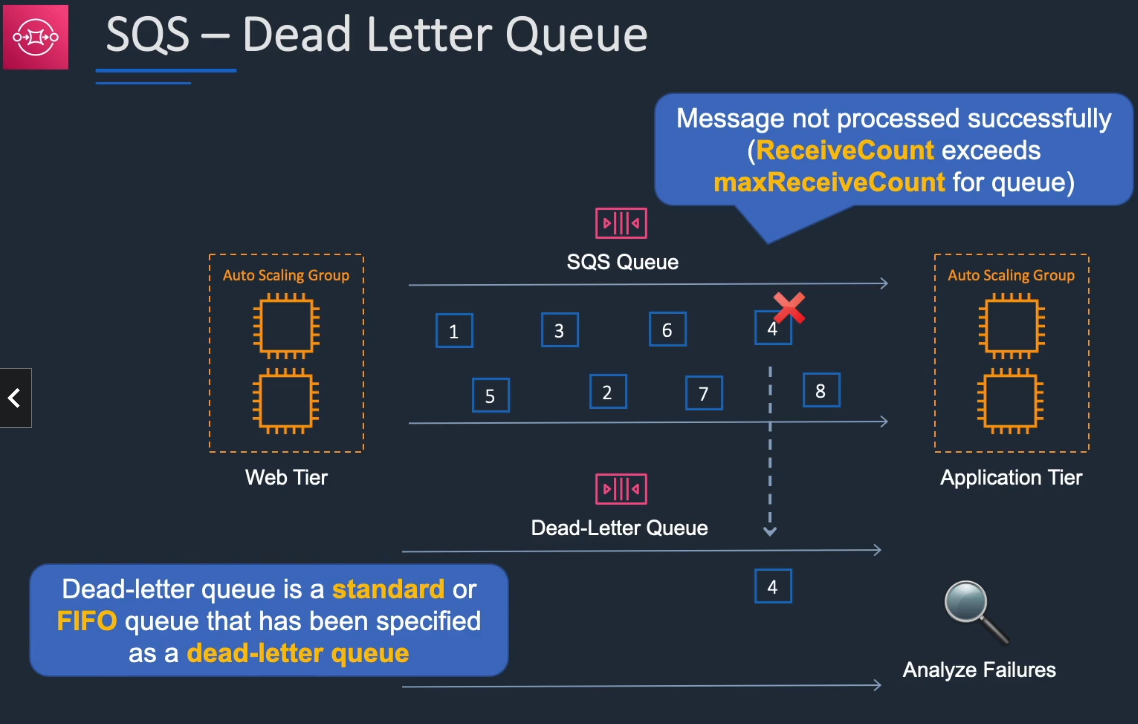 SQS – Dead Letter Queue
Message not processed successfully
(ReceiveCount exceeds
maxReceiveCount for queue)
SQS Queue
Auto Scaling Group
Auto Scaling Group
1
3
6
4
5
2
7
8
Web Tier
Application Tier
Dead-Letter Queue
Dead-letter queue is a standard or
FIFO queue that has been specified
as a dead-letter queue
4
Analyze Failures